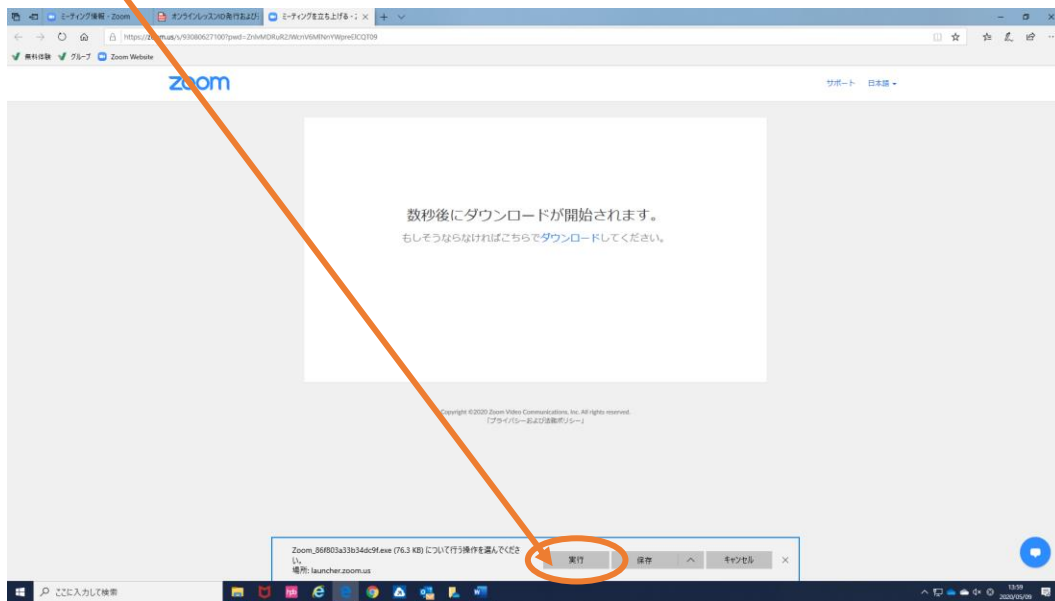 ミーティング情報 - Zoom
オンラインレッスンID発行および
ミーティングを立ち上げる - Z
無料体験
グループ
Zoom Website
zoom
サポート 日本語
数秒後にダウンロードが開始されます。
もしそうならなければこちらでダウンロードしてください。
Copyright ©2020 Zoom Video Communications, Inc. All rights reserved.
「プライバシーおよび法務ポリシー」
Zoom_86f803a33b34dc9f.exe (76.3 KB) について行う操作を選んでくださ
い。
場所: launcher.zoom.us
実行
保存
キャンセル
ここに入力して検索
13:59
2020/05/09